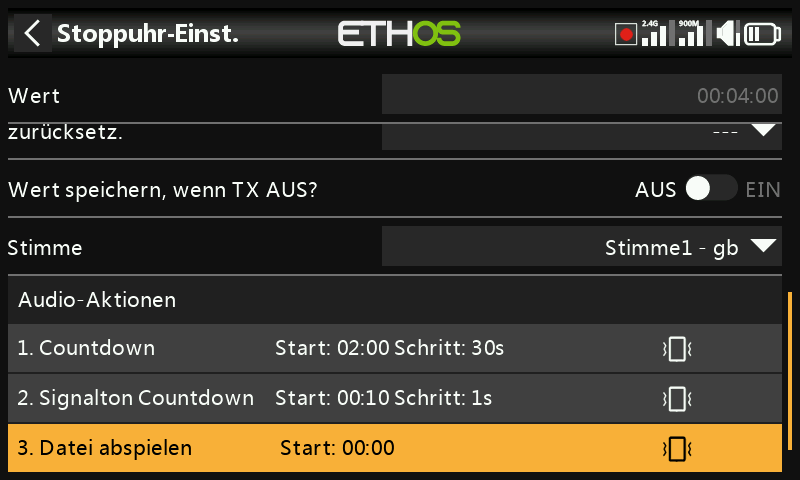 Stoppuhr-Einst. ETHOS 2.4G 900M
Wert 00:04:00
zurücksetz. ---
Wert speichern, wenn TX AUS? AUS EIN
Stimme Stimme1 - gb
Audio-Aktionen
1. Countdown Start: 02:00 Schritt: 30s
2. Signalton Countdown Start: 00:10 Schritt: 1s
3. Datei abspielen Start: 00:00